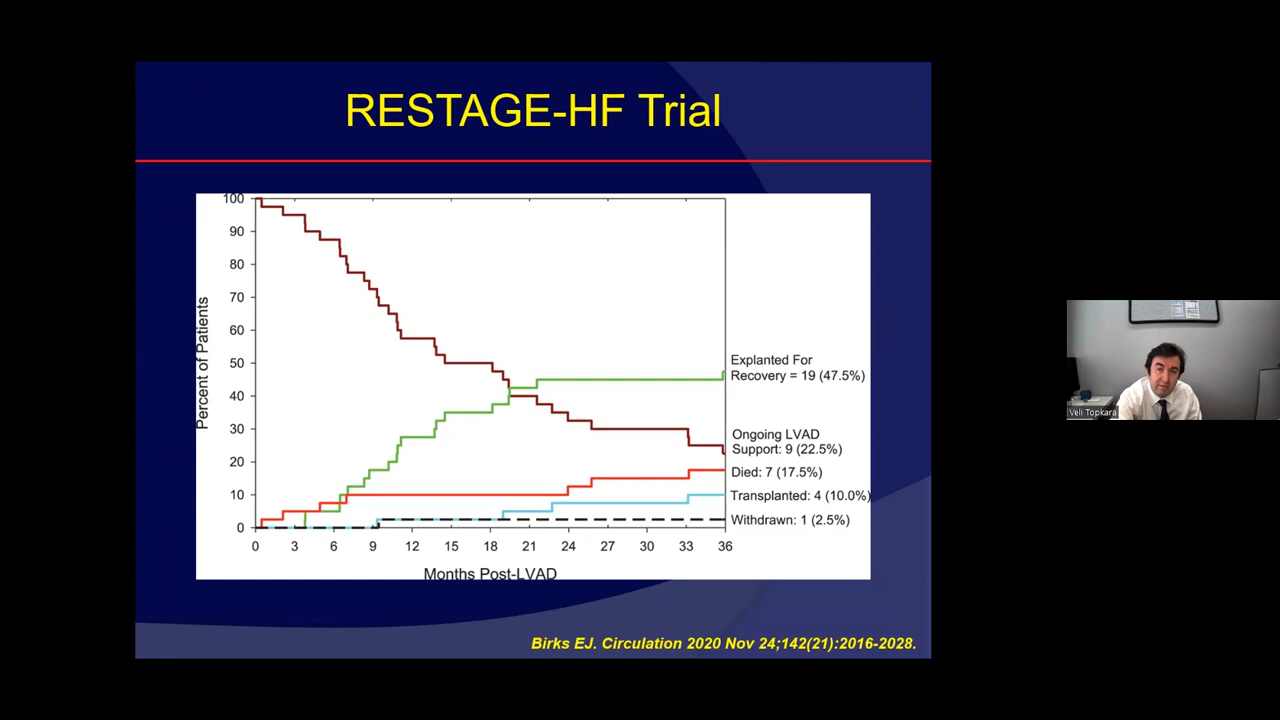 RESTAGE-HF Trial
100
90
80
70
60
50
40
30
20
10
0
Percent of Patients
0 3 6 9 12 15 18 21 24 27 30 33 36
Months Post-LVAD
Explanted For
Recovery = 19 (47.5%)
Ongoing LVAD
Support: 9 (22.5%)
Died: 7 (17.5%)
Transplanted: 4 (10.0%)
Withdrawn: 1 (2.5%)
Birks EJ. Circulation 2020 Nov 24;142(21):2016-2028.
Veli Topkara